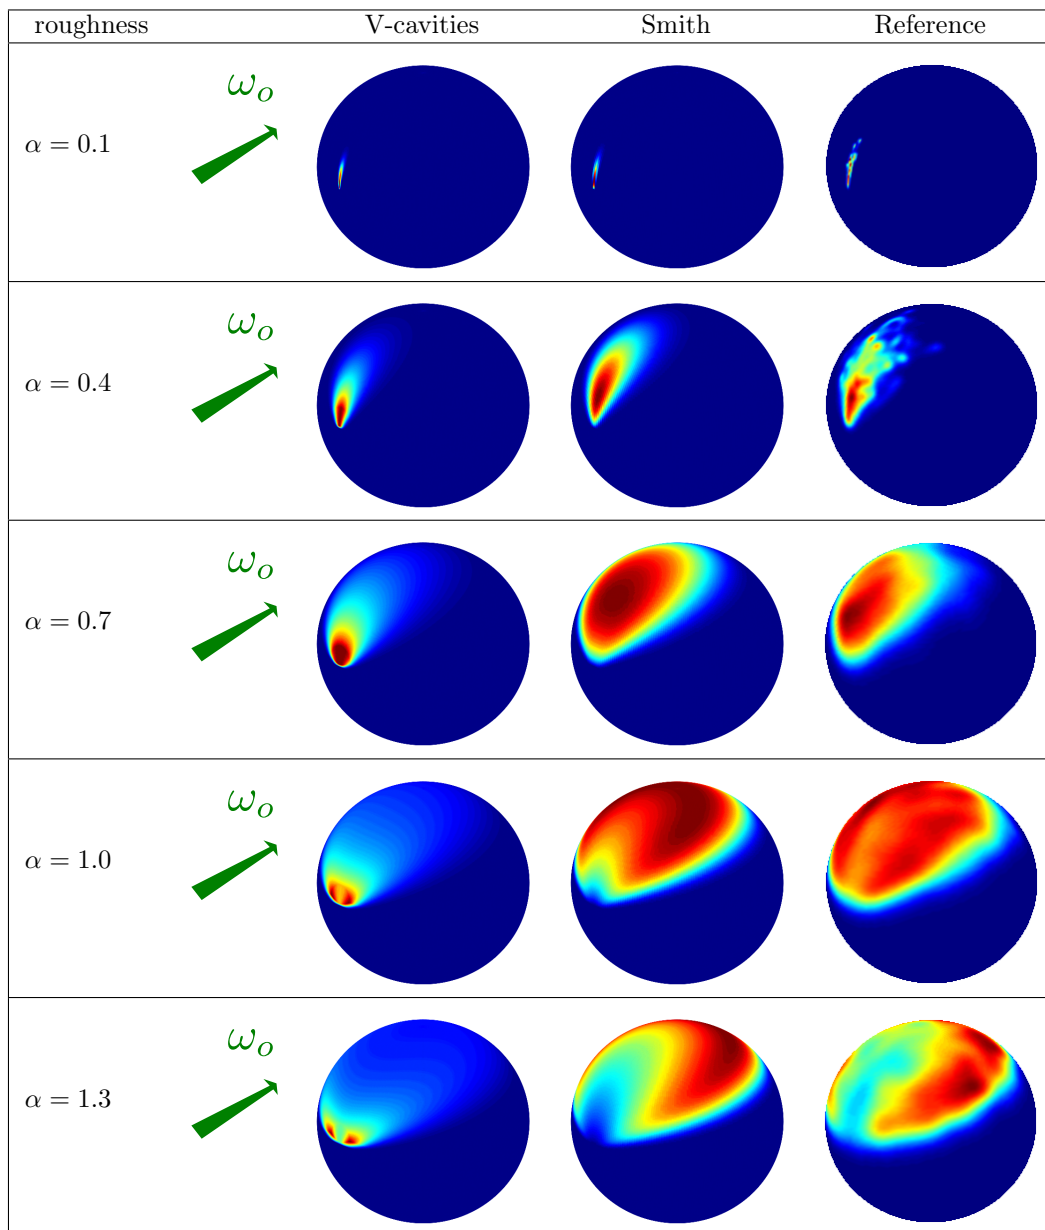 roughness V-cavities Smith Reference
ωₒ
α = 0.1
ωₒ
α = 0.4
ωₒ
α = 0.7
ωₒ
α = 1.0
ωₒ
α = 1.3